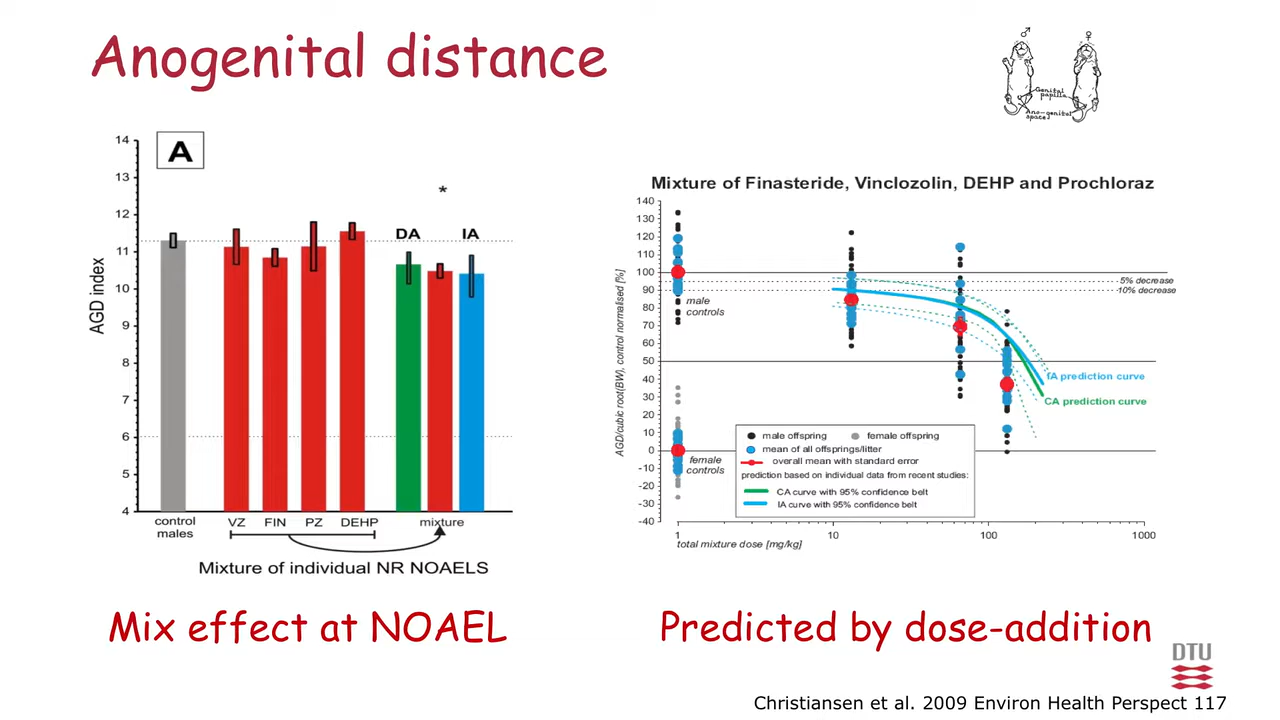 Anogenital distance
♂ ♀
Genital
papilla
Ano-genital
space
A
14
13
12
11
10
9
8
7
6
5
4
AGD index
*
DA IA
control
males
VZ FIN PZ DEHP mixture
Mixture of individual NR NOAELS
Mixture of Finasteride, Vinclozolin, DEHP and Prochloraz
140
130
120
110
100
90
80
70
60
50
40
30
20
10
0
-10
-20
-30
-40
AGD/cubic root(BW), control normalised [%]
5% decrease
10% decrease
male
controls
IA prediction curve
CA prediction curve
male offspring female offspring
mean of all offsprings/litter
overall mean with standard error
prediction based on individual data from recent studies:
CA curve with 95% confidence belt
IA curve with 95% confidence belt
female
controls
1 10 100 1000
total mixture dose [mg/kg]
Mix effect at NOAEL
Predicted by dose-addition
DTU
Christiansen et al. 2009 Environ Health Perspect 117